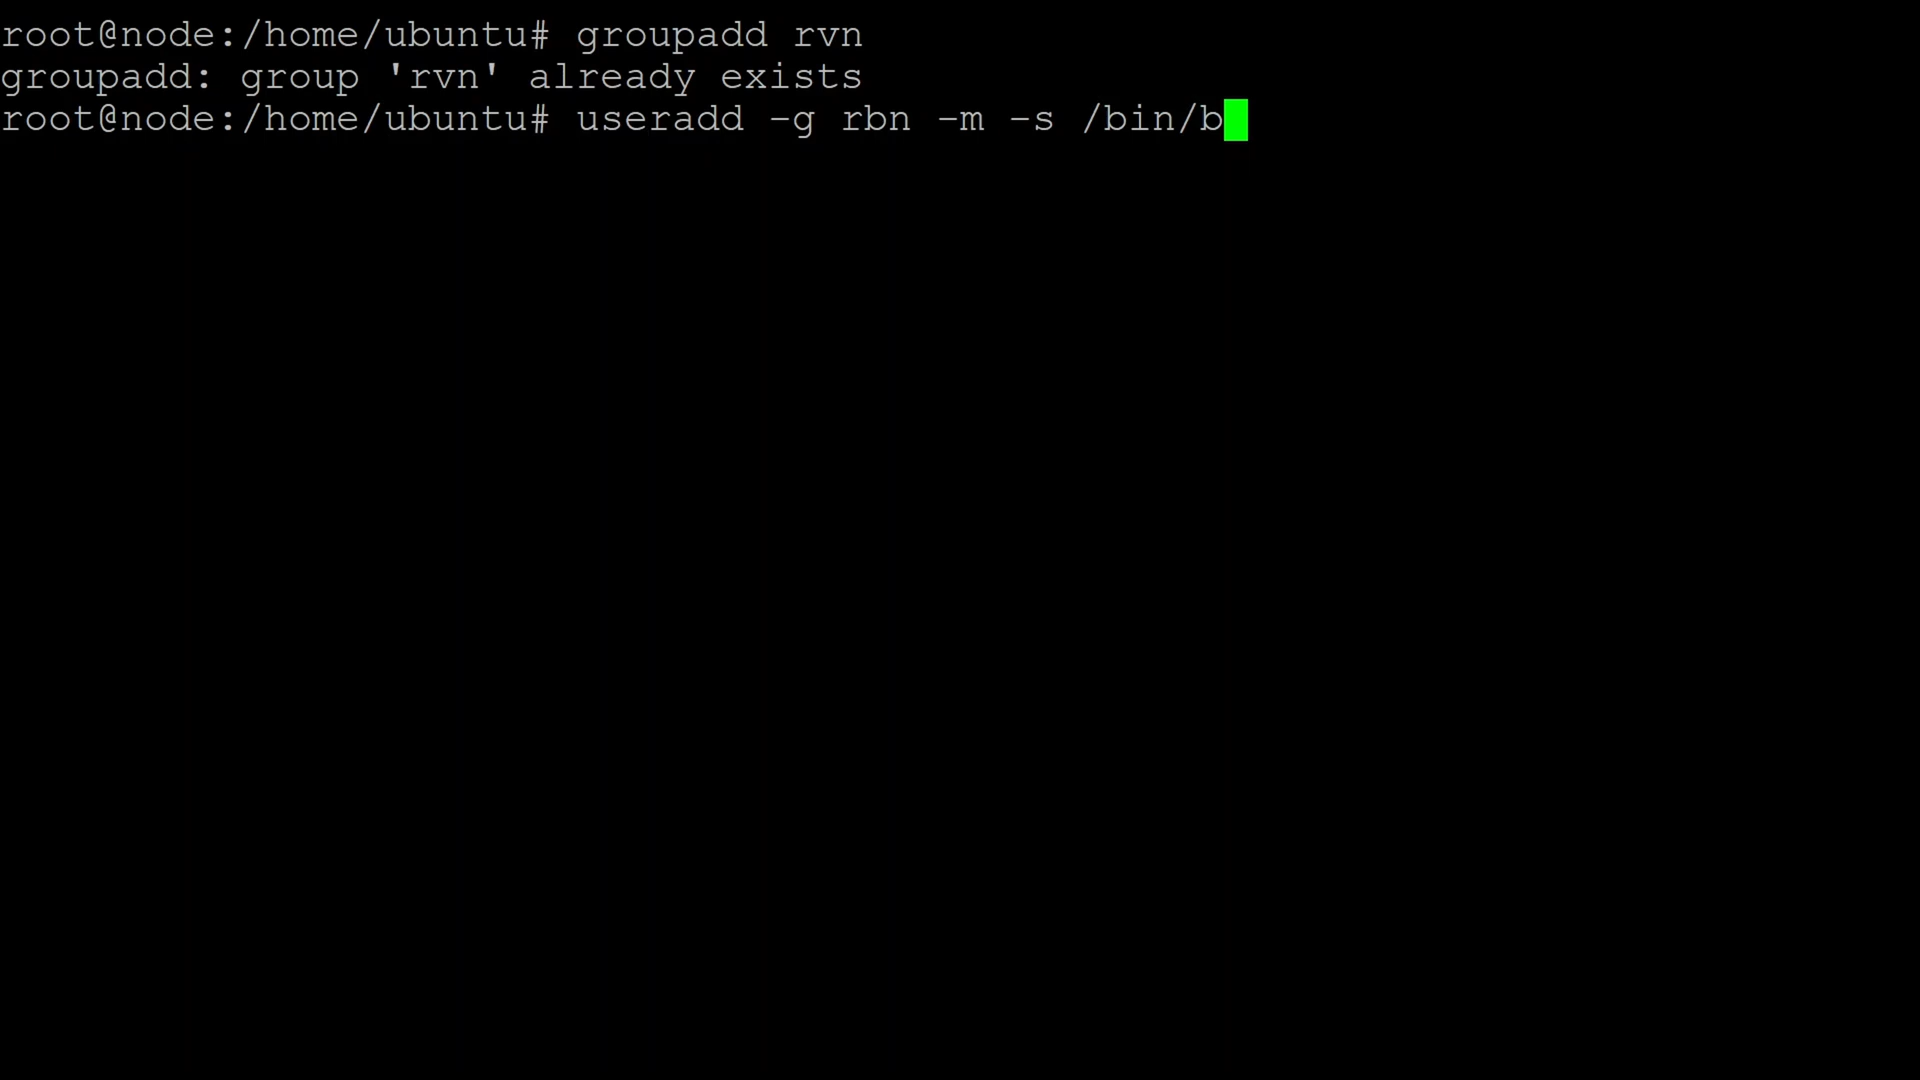 root@node:/home/ubuntu# groupadd rvn
groupadd: group 'rvn' already exists
root@node:/home/ubuntu# useradd -g rbn -m -s /bin/b